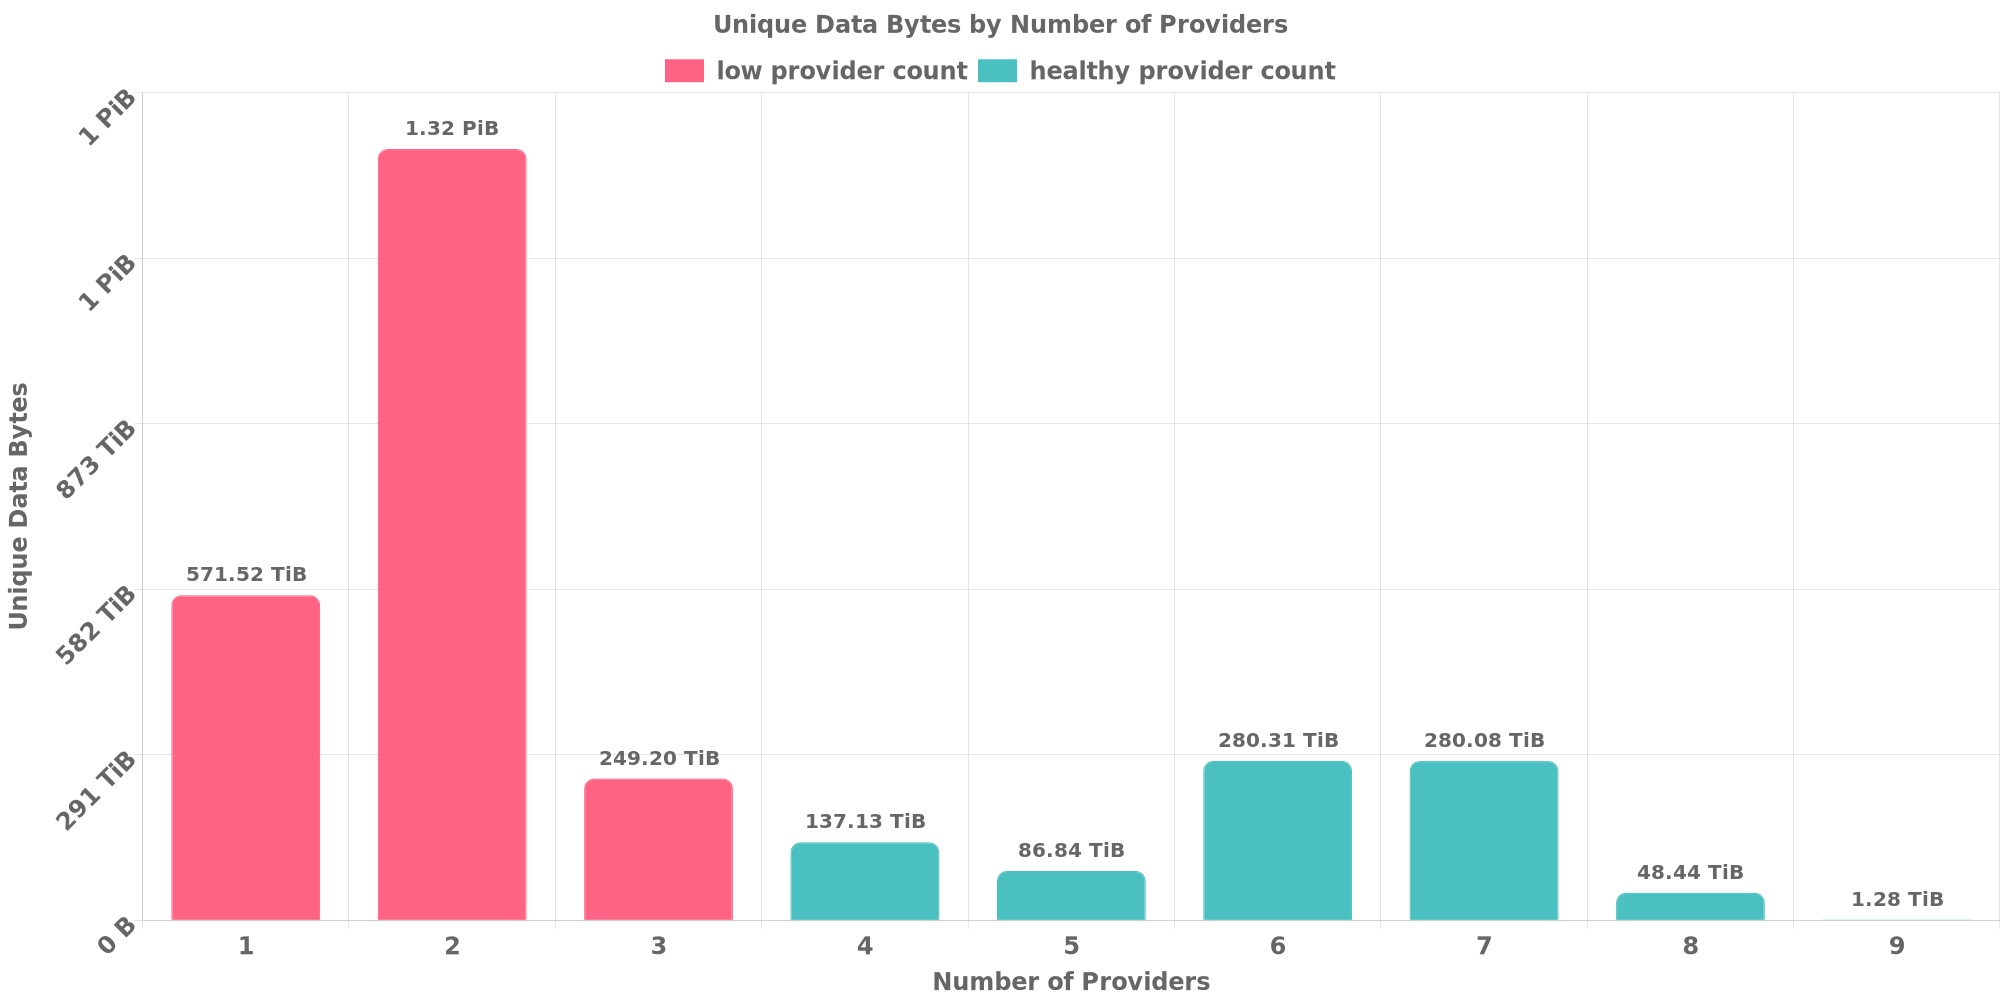 Unique Data Bytes by Number of Providers
low provider count healthy provider count
1 PiB
1 PiB
873 TiB
582 TiB
291 TiB
0 B
Unique Data Bytes
571.52 TiB
1.32 PiB
249.20 TiB
137.13 TiB
86.84 TiB
280.31 TiB
280.08 TiB
48.44 TiB
1.28 TiB
1 2 3 4 5 6 7 8 9
Number of Providers